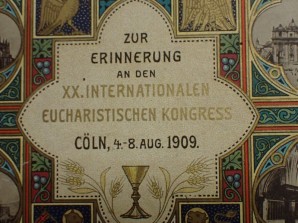 ZUR
ERINNERUNG
AN DEN
XX. INTERNATIONALEN
EUCHARISTISCHEN KONGRESS
CÖLN, 4.-8. AUG. 1909.